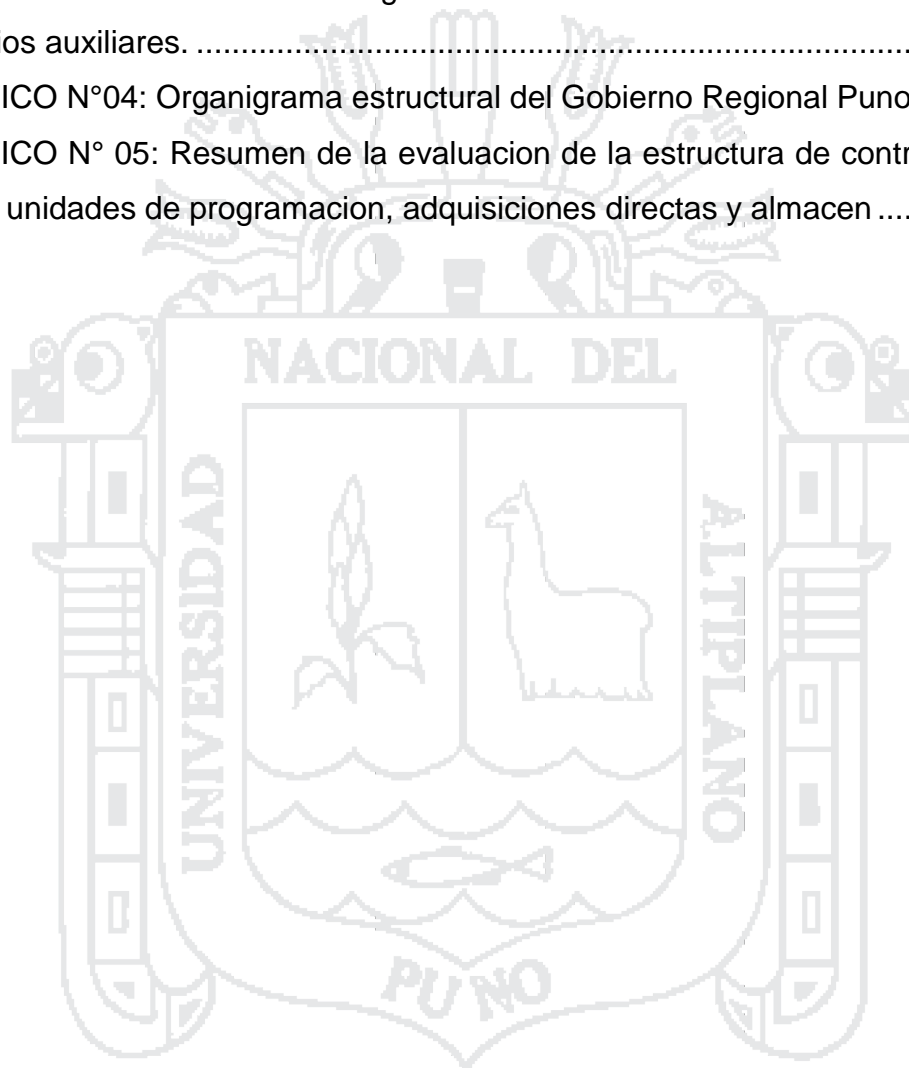 ios auxiliares. ................................................................................
ICO N°04: Organigrama estructural del Gobierno Regional Puno
ICO N° 05: Resumen de la evaluacion de la estructura de contr
unidades de programacion, adquisiciones directas y almacen ....
NACIONAL DEL
UNIVERSIDAD
ALTIPLANO
PUNO